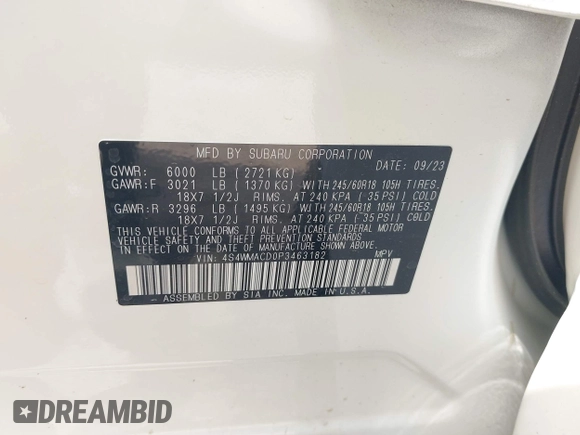 MFD BY SUBARU CORPORATION DATE: 09/23
GVWR: 6000 LB (2721 KG)
GAWR:F 3021 LB (1370 KG) WITH 245/60R18 105H TIRES.
18X7 1/2J RIMS. AT 240 KPA ( 35 PSI) COLD
GAWR:R 3296 LB (1495 KG) WITH 245/60R18 105H TIRES.
18X7 1/2J RIMS. AT 240 KPA ( 35 PSI) COLD
THIS VEHICLE CONFORMS TO ALL APPLICABLE FEDERAL MOTOR
VEHICLE SAFETY AND THEFT PREVENTION STANDARDS
IN EFFECT ON THE DATE OF MANUFACTURE SHOWN ABOVE.
VIN: 4S4WMACD0P3463182 MPV
- ASSEMBLED BY SIA INC. MADE IN U.S.A.
DREAMBID